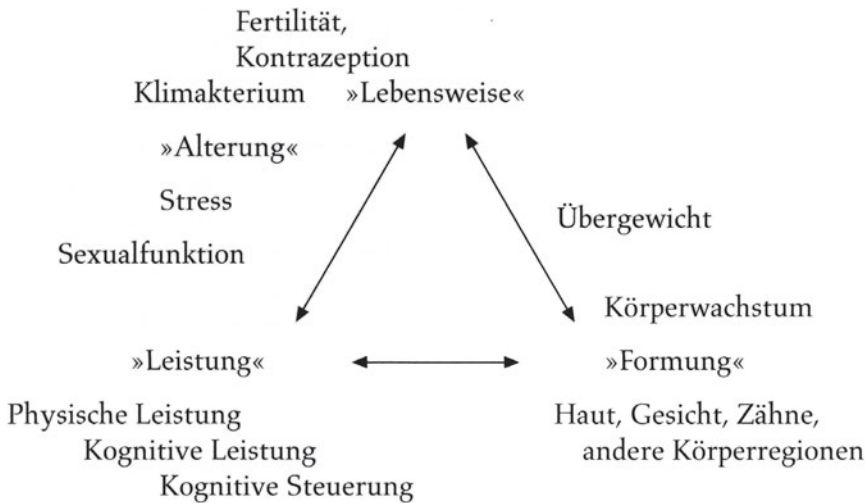 Fertilität,
Kontrazeption
Klimakterium »Lebensweise«
»Alterung«
Stress
Übergewicht
Sexualfunktion
Körperwachstum
»Leistung« »Formung«
Physische Leistung Haut, Gesicht, Zähne,
Kognitive Leistung andere Körperregionen
Kognitive Steuerung